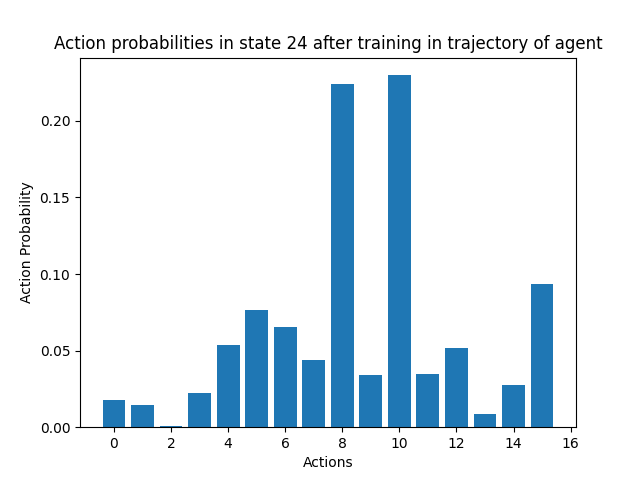 Action probabilities in state 24 after training in trajectory of agent
Action Probability
0.20
0.15
0.10
0.05
0.00
0 2 4 6 8 10 12 14 16
Actions